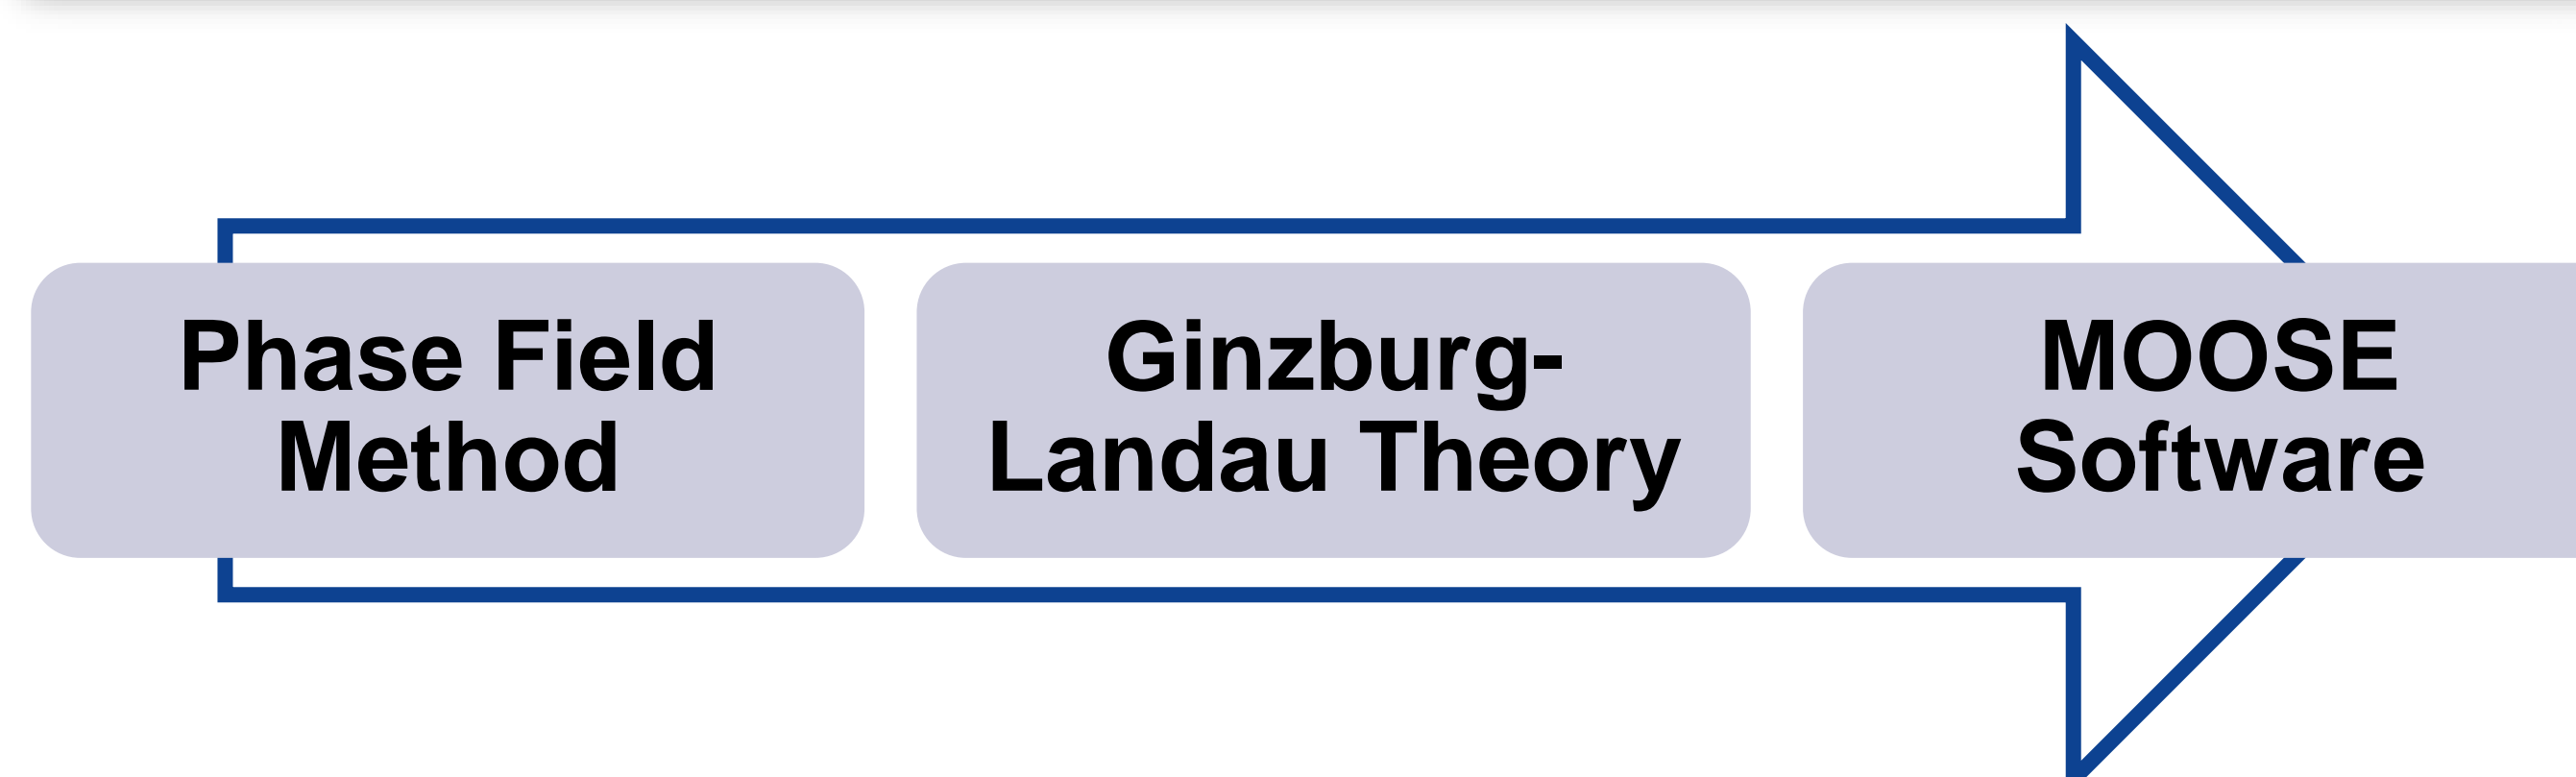 Phase Field
Method
Ginzburg-
Landau Theory
MOOSE
Software